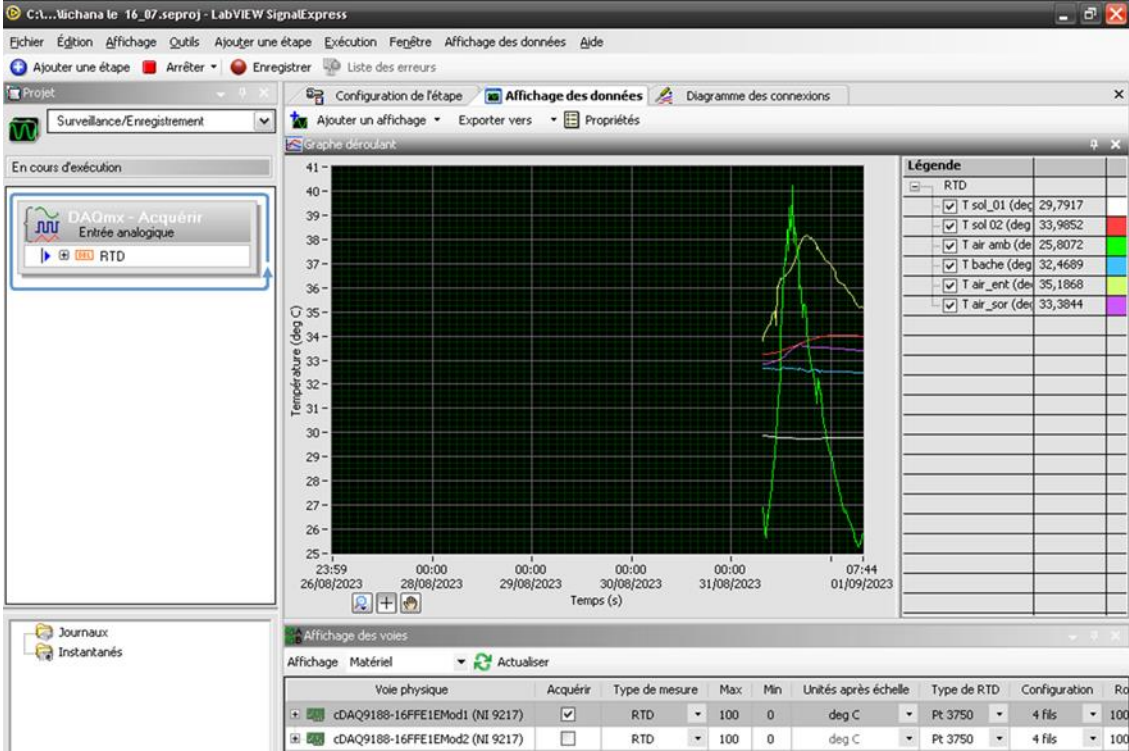 C:\...\lichana le 16_07.seproj - LabVIEW SignalExpress
Fichier Édition Affichage Outils Ajouter une étape Exécution Fenêtre Affichage des données Aide
Ajouter une étape Arrêter Enregistrer Liste des erreurs
Projet
Surveillance/Enregistrement
En cours d'exécution
DAQmx - Acquérir
Entrée analogique
RTD
Journaux
Instantanés
Configuration de l'étape Affichage des données Diagramme des connexions
Ajouter un affichage Exporter vers Propriétés
Graphe déroulant
41
40
39
38
37
36
35
34
33
32
31
30
29
28
27
26
25
Température (deg C)
23:59 00:00 00:00 00:00 00:00 07:44
26/08/2023 28/08/2023 29/08/2023 30/08/2023 31/08/2023 01/09/2023
Temps (s)
Légende
RTD
T sol_01 (deg 29,7917
T sol 02 (deg 33,9852
T air amb (de 25,8072
T bache (deg 32,4689
T air_ent (de 35,1868
T air_sor (deg 33,3844
Affichage des voies
Affichage Matériel Actualiser
Voie physique Acquérir Type de mesure Max Min Unités après échelle Type de RTD Configuration Ro
cDAQ9188-16FFE1EMod1 (NI 9217) RTD 100 0 deg C Pt 3750 4 fils 100
cDAQ9188-16FFE1EMod2 (NI 9217) RTD 100 0 deg C Pt 3750 4 fils 100